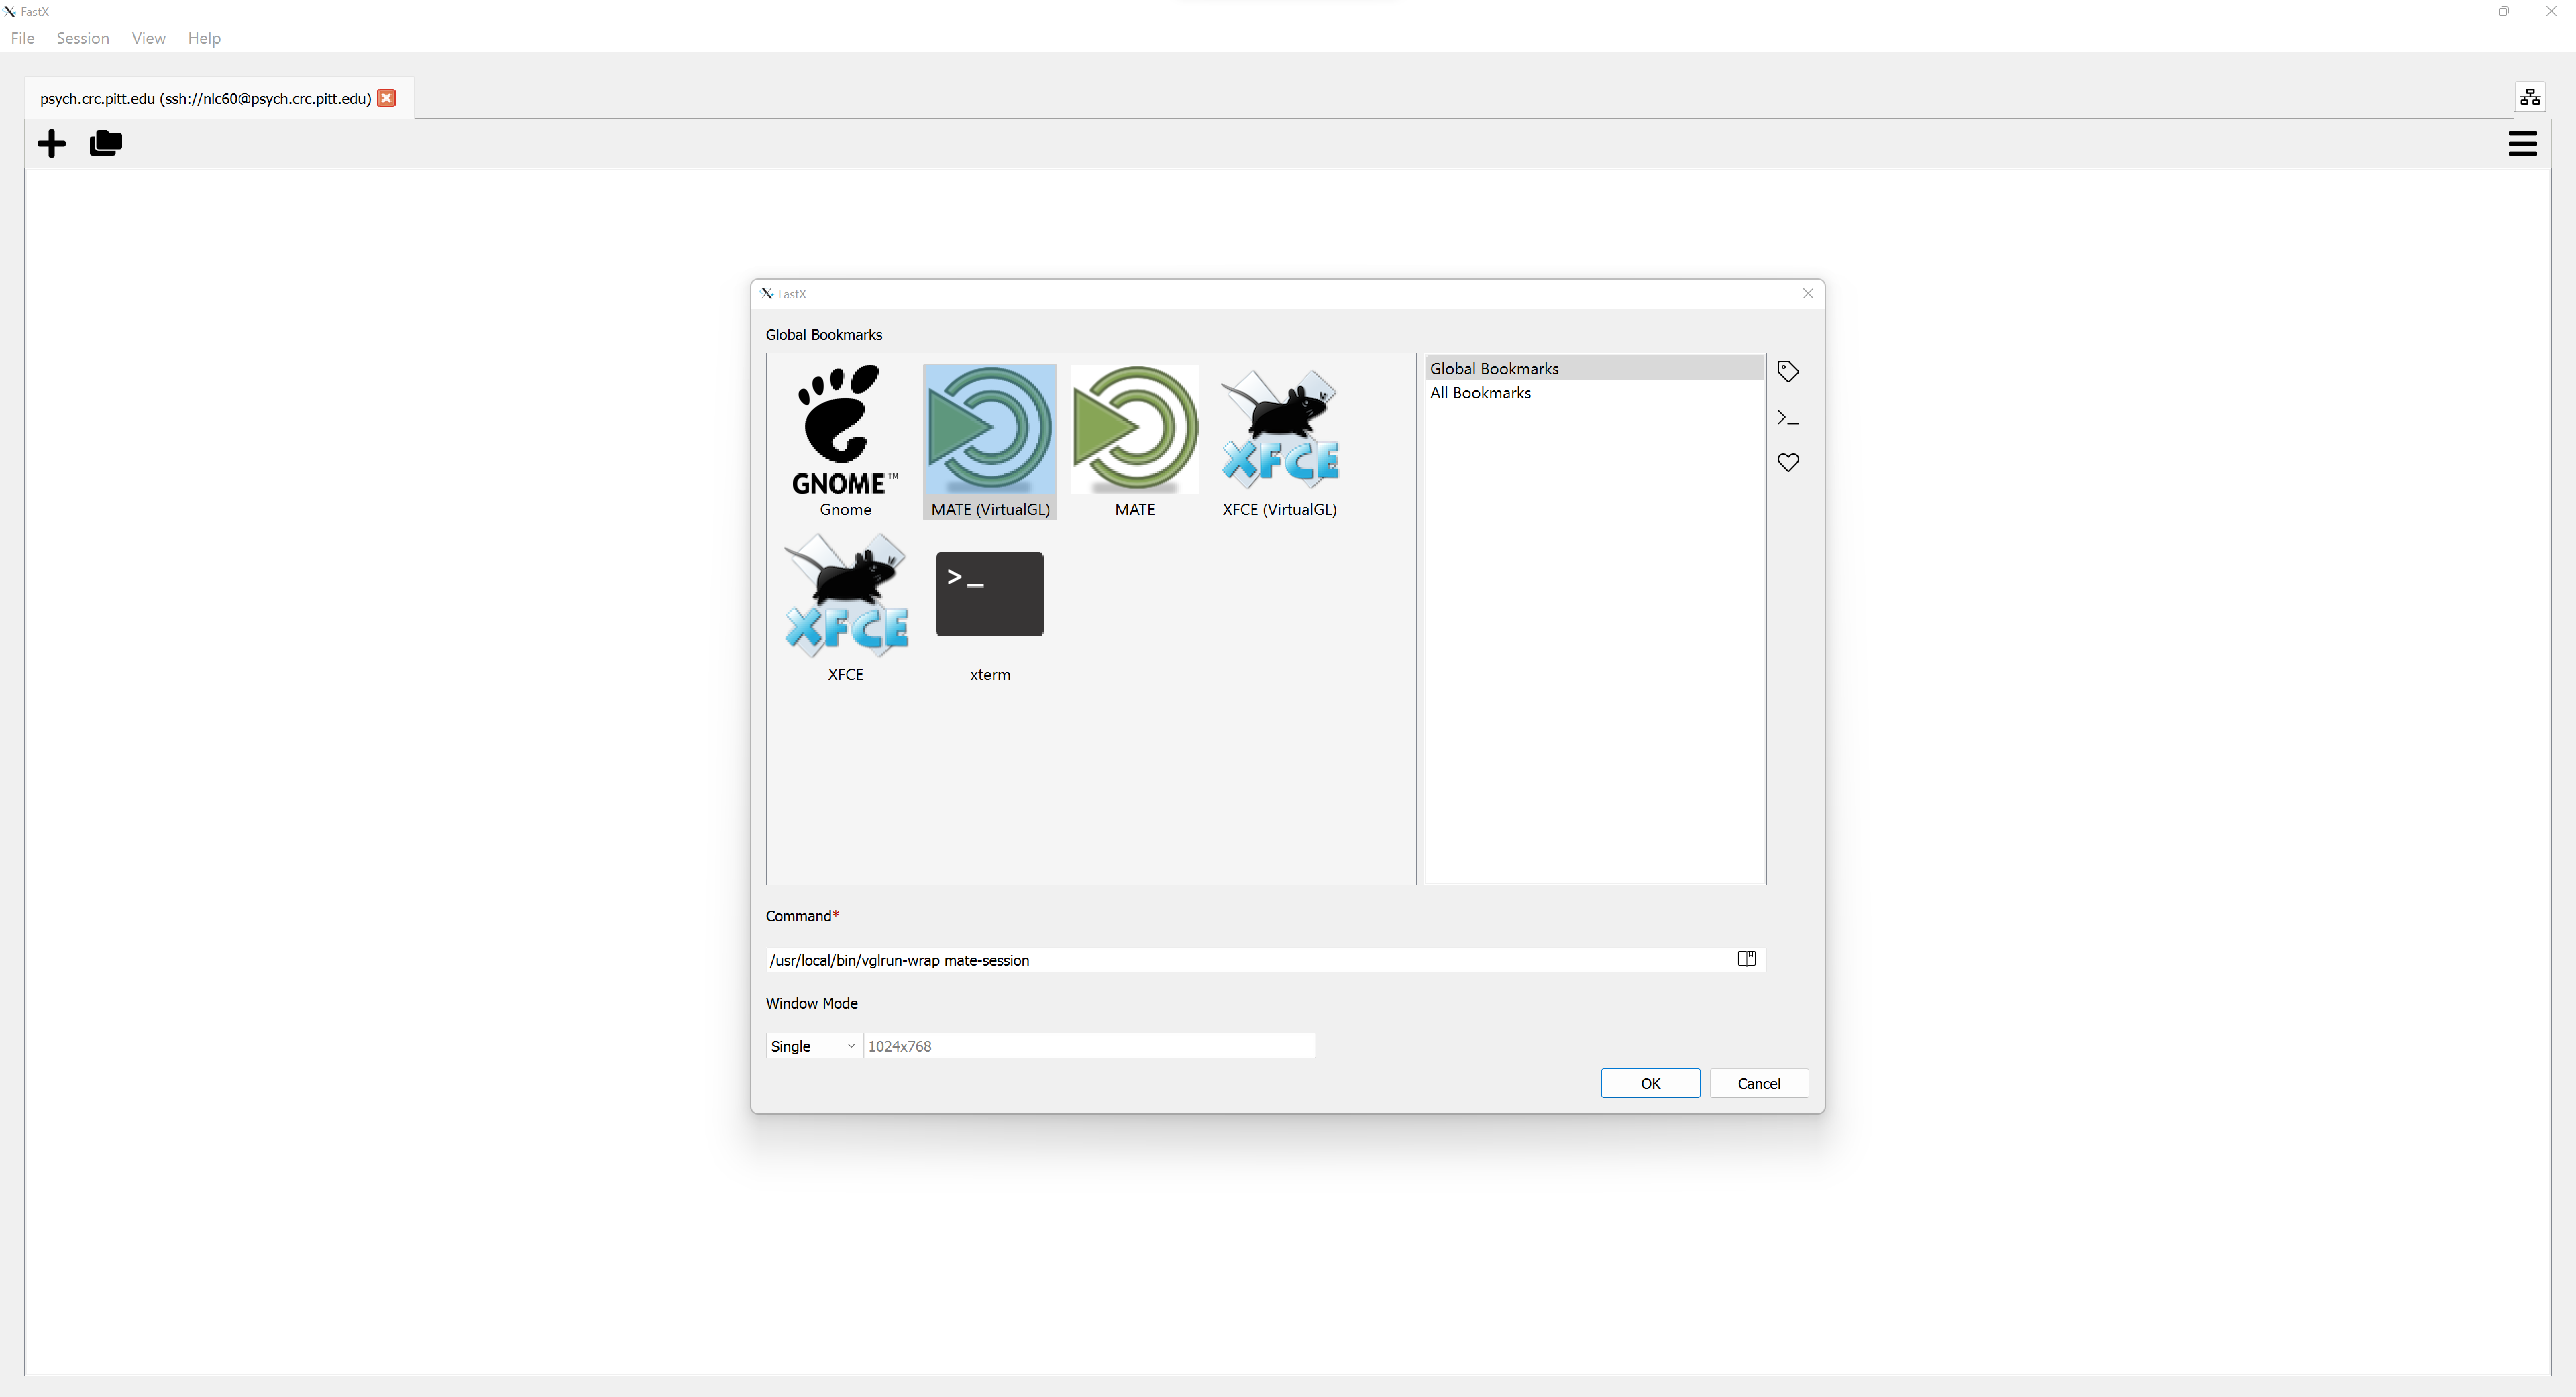 FastX
File Session View Help
psych.crc.pitt.edu (ssh://nlc60@psych.crc.pitt.edu)
FastX
Global Bookmarks
GNOME™
Gnome
MATE (VirtualGL)
MATE
XFCE
XFCE (VirtualGL)
XFCE
XFCE
>_
xterm
Global Bookmarks
All Bookmarks
>_
Command*
/usr/local/bin/vglrun-wrap mate-session
Window Mode
Single 1024x768
OK Cancel